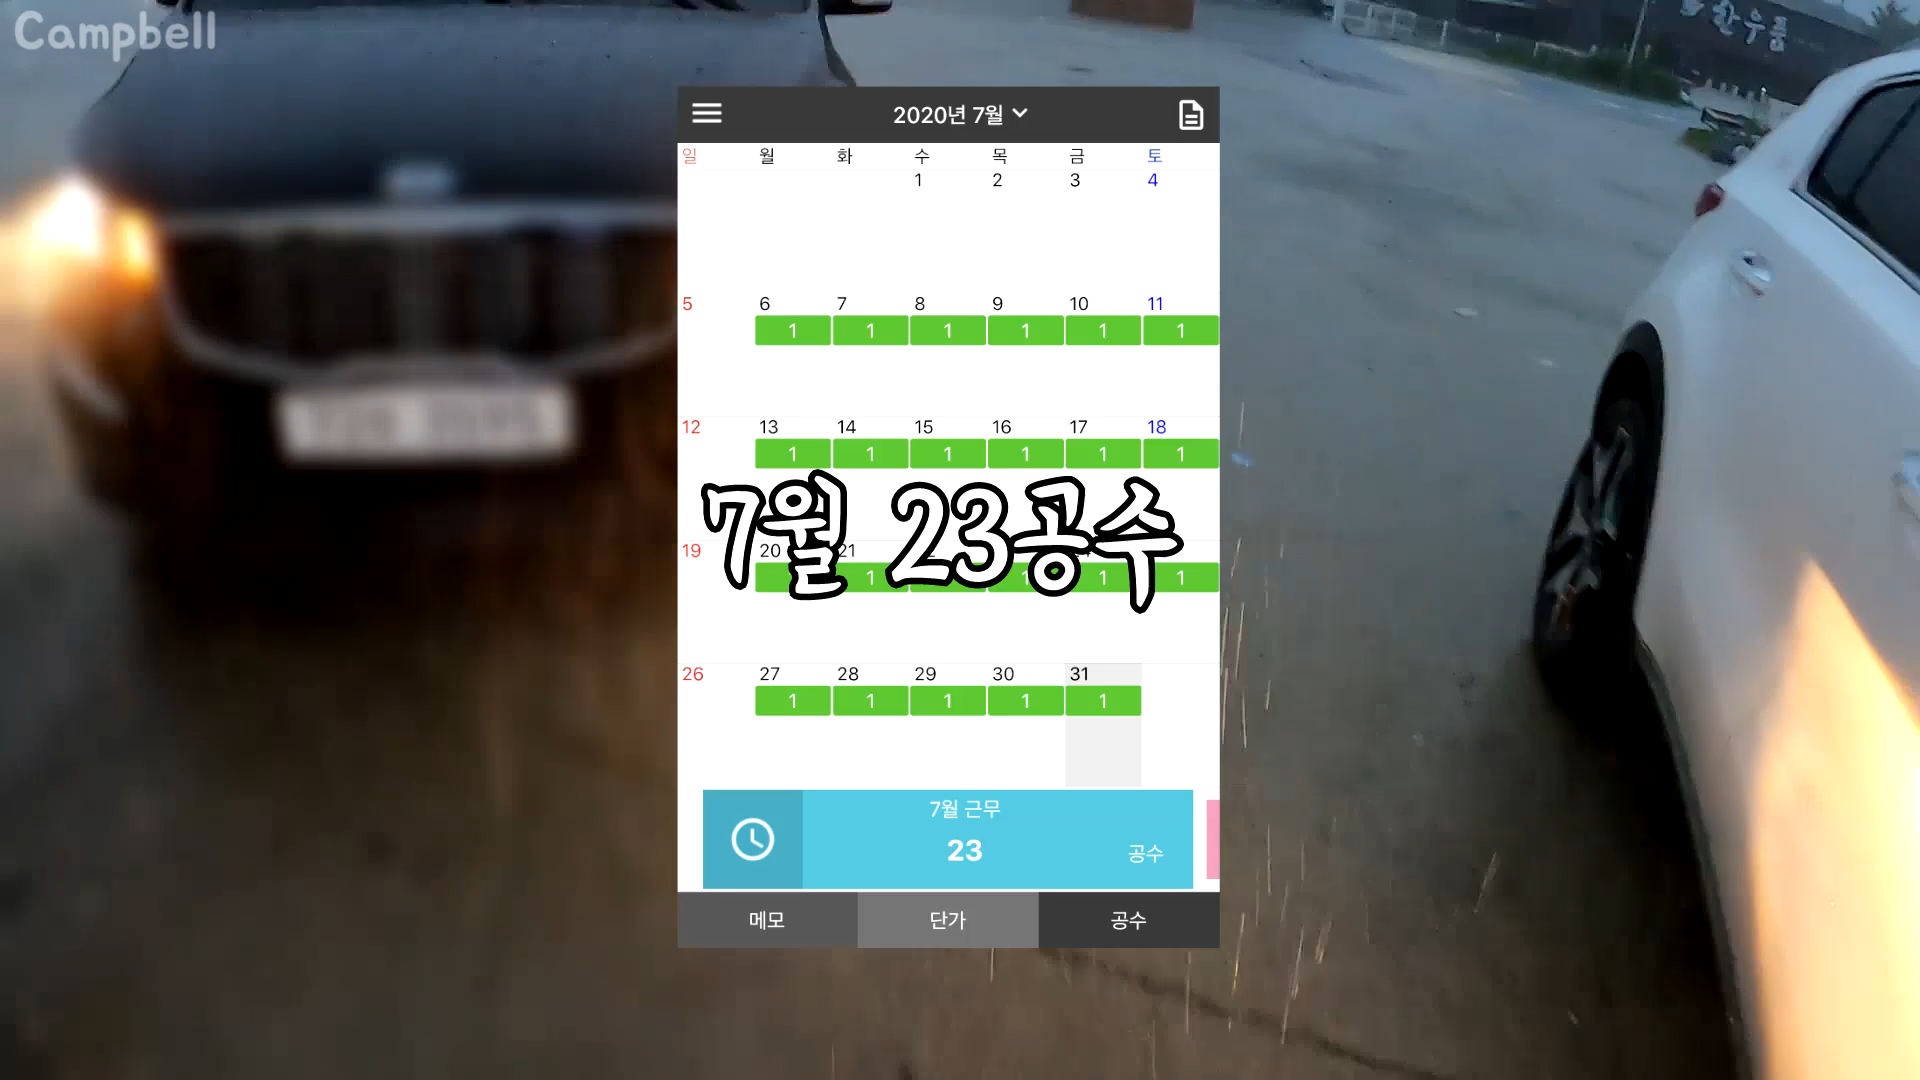 Campbell
한우품
2020년 7월
일 월 화 수 목 금 토
1 2 3 4
5 6 7 8 9 10 11
1 1 1 1 1 1
12 13 14 15 16 17 18
1 1 1 1 1 1
7월 23공수
19 20 21
1 1 1 1
26 27 28 29 30 31
1 1 1 1 1
7월 근무
23 공수
메모 단가 공수